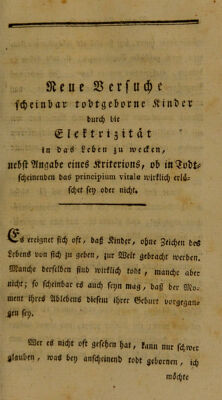 Neue Versuche
scheinbar todtgeborne Kinder
durch die
Elektrizität
in das Leben zu wecken,
nebst Angabe eines Kriterions, ob in Todt-
scheinenden das principium vitale wirklich erlö-
schet sey oder nicht.
Es ereignet sich oft, daß Kinder, ohne Zeichen des
Lebens von sich zu geben, zur Welt gebracht werden.
Manche derselben sind wirklich todt, manche aber
nicht; so scheinbar es auch seyn mag, daß der Mo-
ment ihres Ablebens diesem ihrer Geburt vorgegan-
gen sey.
Wer es nicht oft gesehen hat, kann nur schwer
glauben, was bey anscheinend todt gebornen, ich
möchte